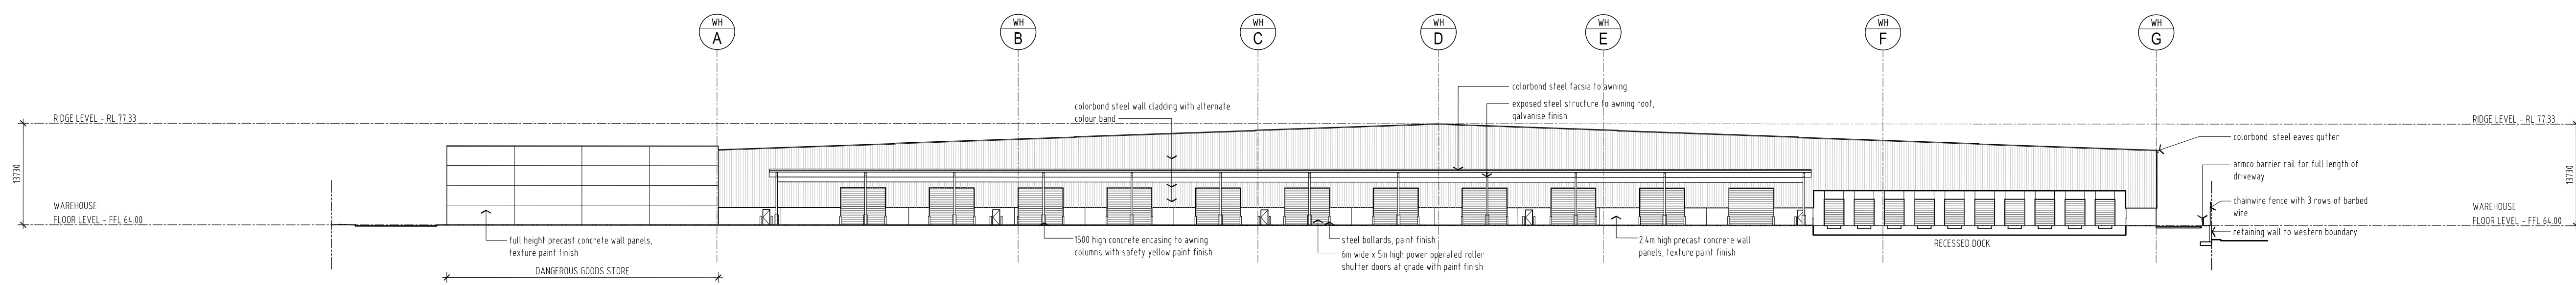 WH
A
WH
B
WH
C
WH
D
WH
E
WH
F
WH
G
colorbond steel facsia to awning
colorbond steel wall cladding with alternate
colour band
exposed steel structure to awning roof,
galvanise finish
RIDGE LEVEL - RL 77.33
RIDGE LEVEL - RL 77.33
colorbond steel eaves gutter
13730
13730
armco barrier rail for full length of
driveway
WAREHOUSE
FLOOR LEVEL - FFL 64.00
chainwire fence with 3 rows of barbed
wire
WAREHOUSE
FLOOR LEVEL - FFL 64.00
retaining wall to western boundary
full height precast concrete wall panels,
texture paint finish
1500 high concrete encasing to awning
columns with safety yellow paint finish
steel bollards, paint finish
6m wide x 5m high power operated roller
shutter doors at grade with paint finish
2.4m high precast concrete wall
panels, texture paint finish
RECESSED DOCK
DANGEROUS GOODS STORE